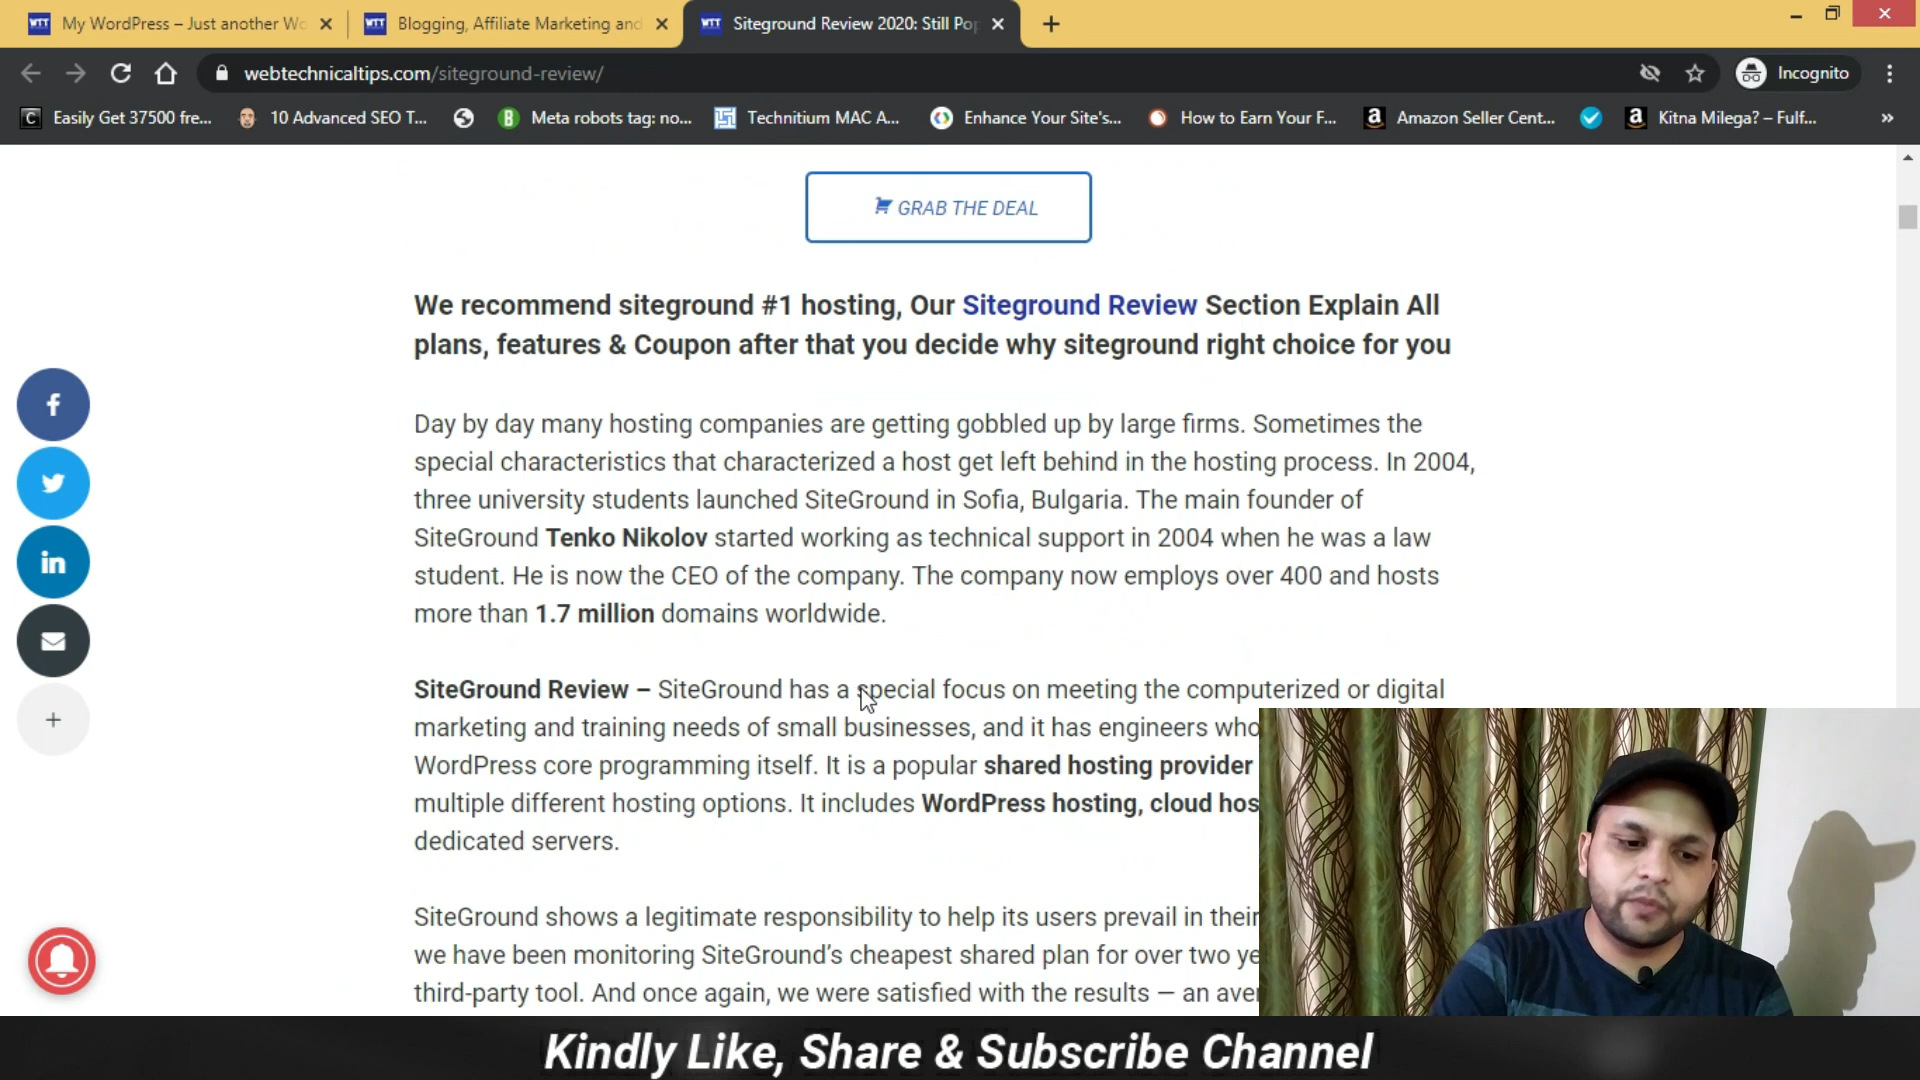 My WordPress – Just another Wo
Blogging, Affiliate Marketing and
Siteground Review 2020: Still Pop
webtechnicaltips.com/siteground-review/
Incognito
Easily Get 37500 fre...
10 Advanced SEO T...
Meta robots tag: no...
Technitium MAC A...
Enhance Your Site's...
How to Earn Your F...
Amazon Seller Cent...
Kitna Milega? – Fulf...
GRAB THE DEAL
We recommend siteground #1 hosting, Our Siteground Review Section Explain All
plans, features & Coupon after that you decide why siteground right choice for you
Day by day many hosting companies are getting gobbled up by large firms. Sometimes the
special characteristics that characterized a host get left behind in the hosting process. In 2004,
three university students launched SiteGround in Sofia, Bulgaria. The main founder of
SiteGround Tenko Nikolov started working as technical support in 2004 when he was a law
student. He is now the CEO of the company. The company now employs over 400 and hosts
more than 1.7 million domains worldwide.
SiteGround Review – SiteGround has a special focus on meeting the computerized or digital
marketing and training needs of small businesses, and it has engineers who
WordPress core programming itself. It is a popular shared hosting provider
multiple different hosting options. It includes WordPress hosting, cloud hos
dedicated servers.
SiteGround shows a legitimate responsibility to help its users prevail in their
we have been monitoring SiteGround's cheapest shared plan for over two ye
third-party tool. And once again, we were satisfied with the results — an aver
Kindly Like, Share & Subscribe Channel